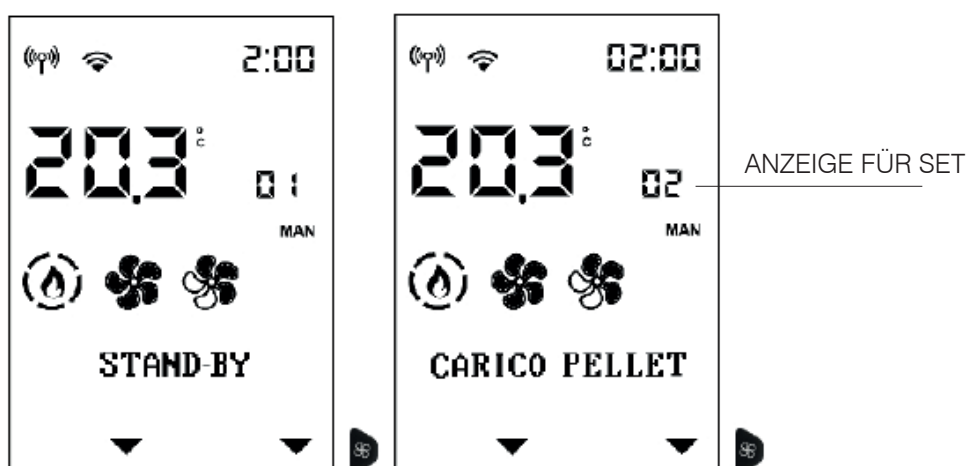 2:00
20.3 °C
01
MAN
STAND-BY
02:00
20.3 °C
02
ANZEIGE FÜR SET
MAN
CARICO PELLET